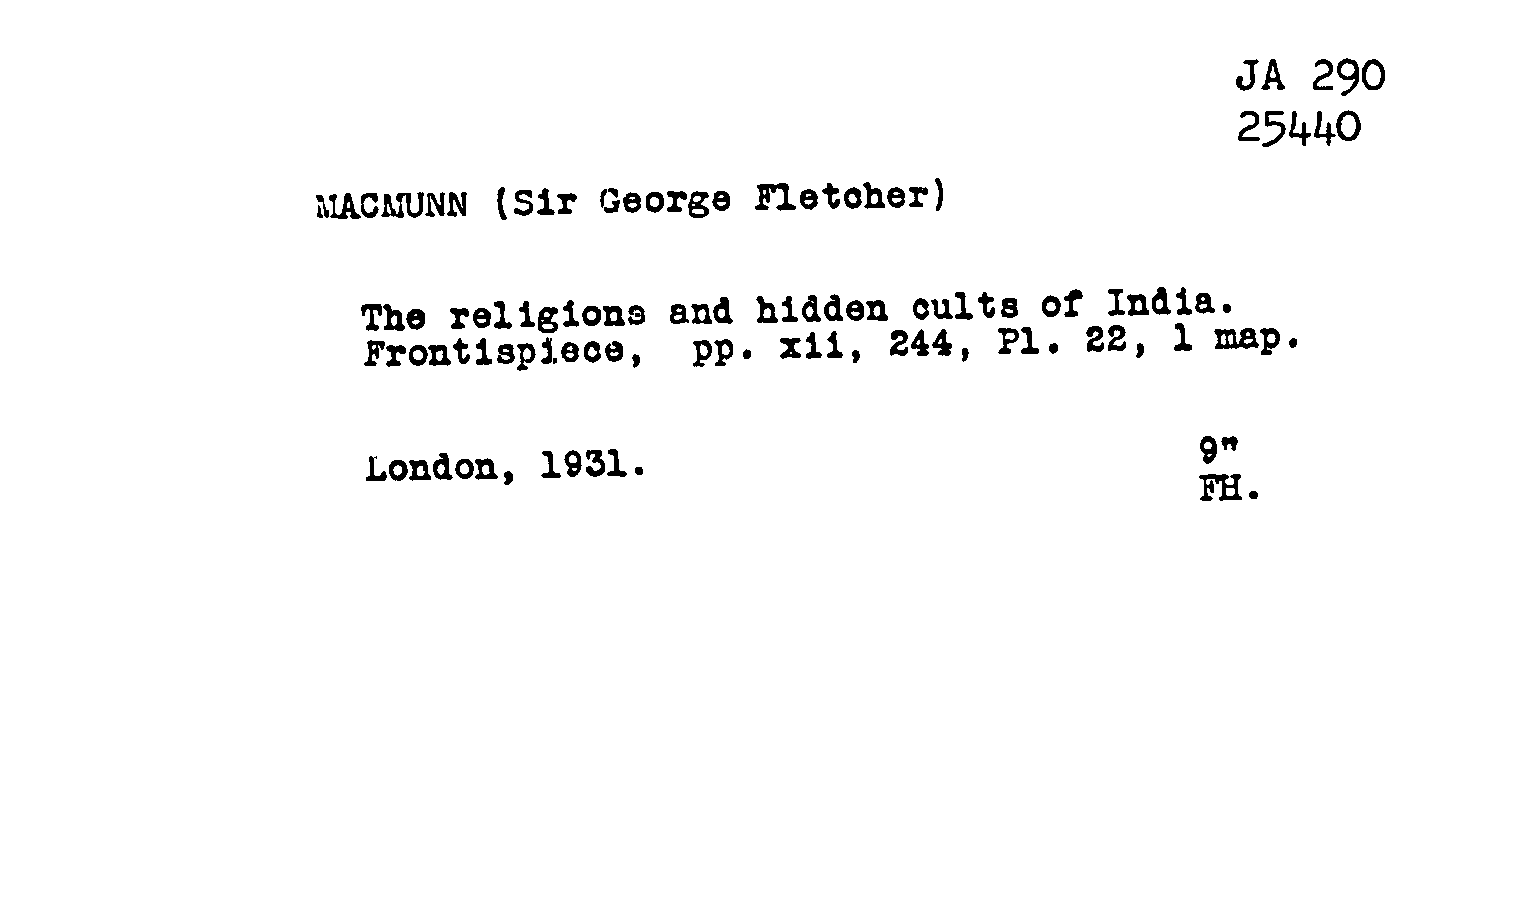 JA 290
25440
MACMUNN (Sir George Fletcher)
The religions and hidden cults of India.
Frontispiece, pp. xii, 244, Pl. 22, 1 map.
London, 1931.
9"
FH.